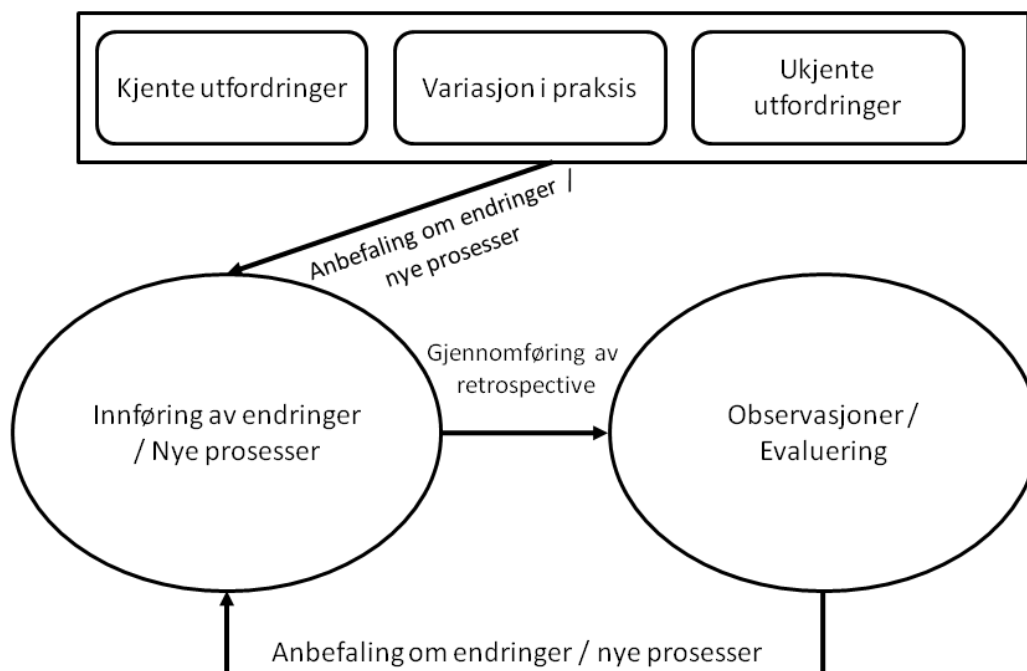 Kjente utfordringer
Variasjon i praksis
Ukjente
utfordringer
Anbefaling om endringer /
nye prosesser
Gjennomføring av
retrospective
Innføring av endringer
/ Nye prosesser
Observasjoner /
Evaluering
Anbefaling om endringer / nye prosesser